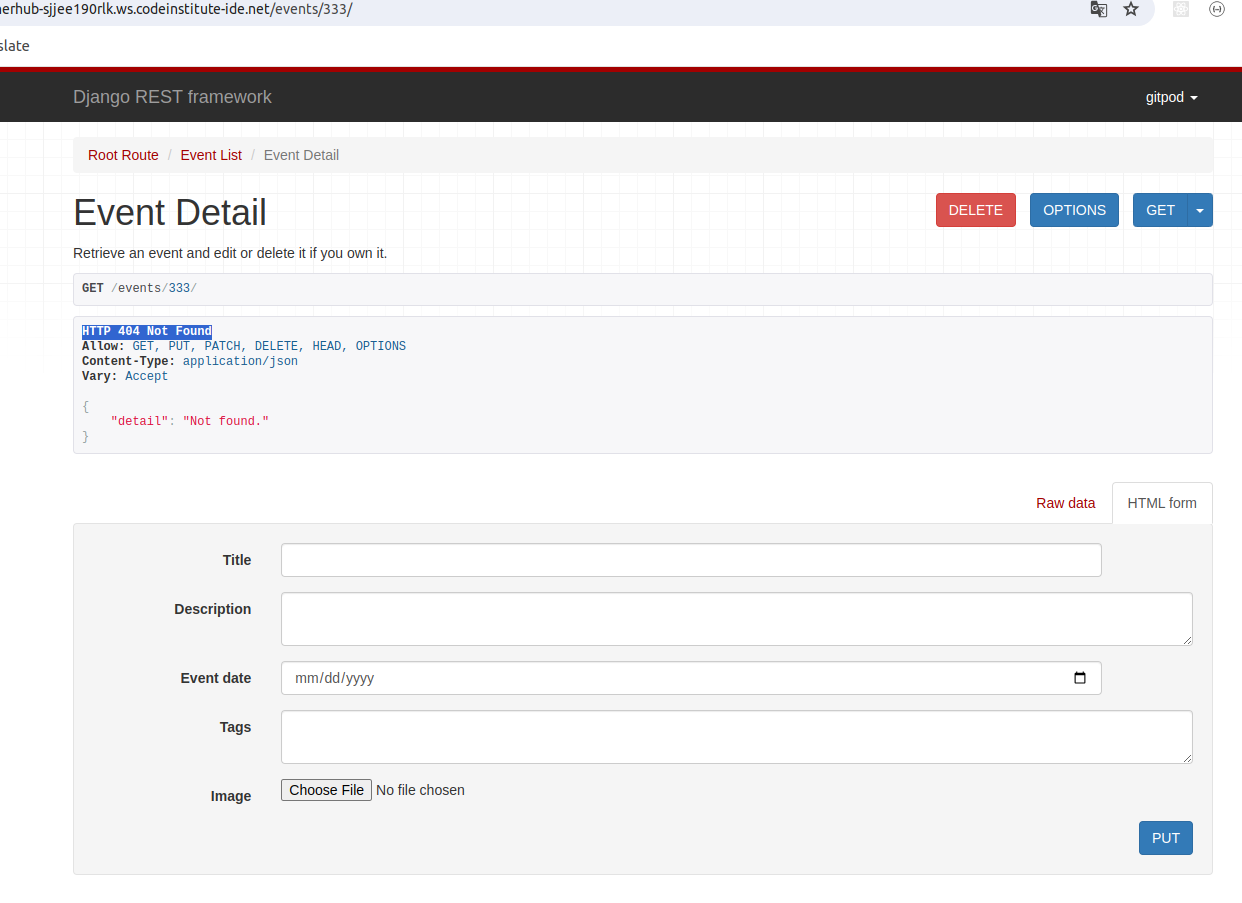 nerhub-sjjee190rlk.ws.codeinstitute-ide.net/events/333/
slate
Django REST framework
gitpod
Root Route / Event List / Event Detail
Event Detail
DELETE
OPTIONS
GET
Retrieve an event and edit or delete it if you own it.
GET /events/333/
HTTP 404 Not Found
Allow: GET, PUT, PATCH, DELETE, HEAD, OPTIONS
Content-Type: application/json
Vary: Accept
{
"detail": "Not found."
}
Raw data
HTML form
Title
Description
Event date
mm/dd/yyyy
Tags
Image
Choose File No file chosen
PUT